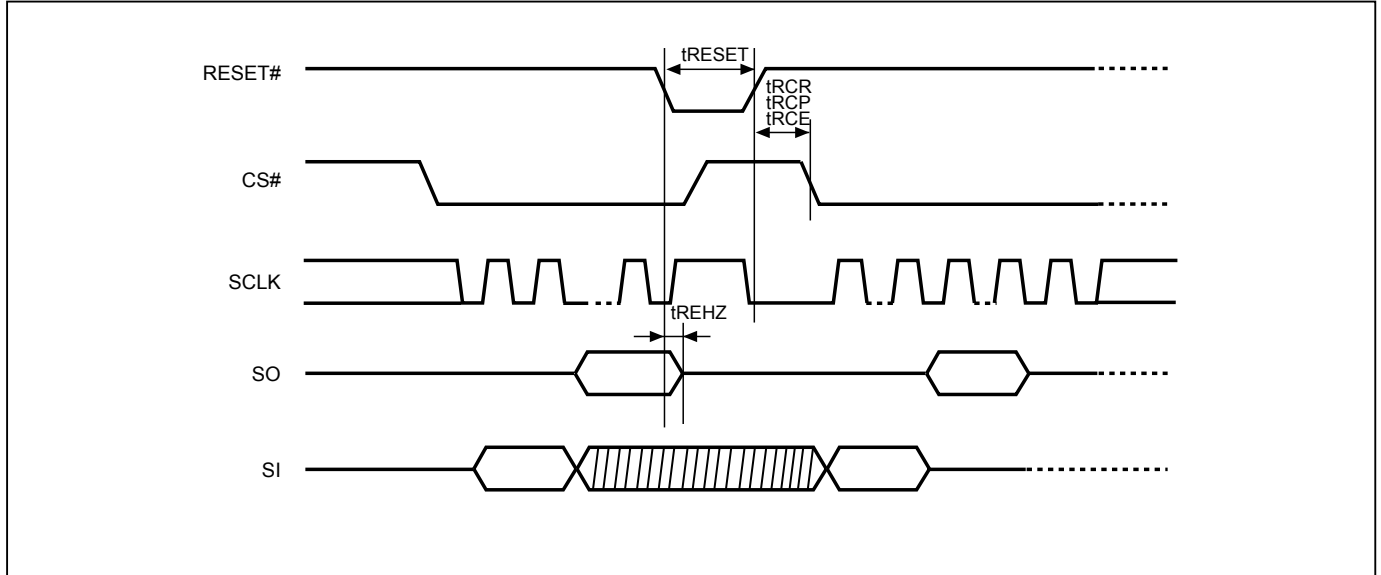 tRESET
RESET#
tRCR
tRCP
tRCE
CS#
SCLK
tREHZ
SO
SI